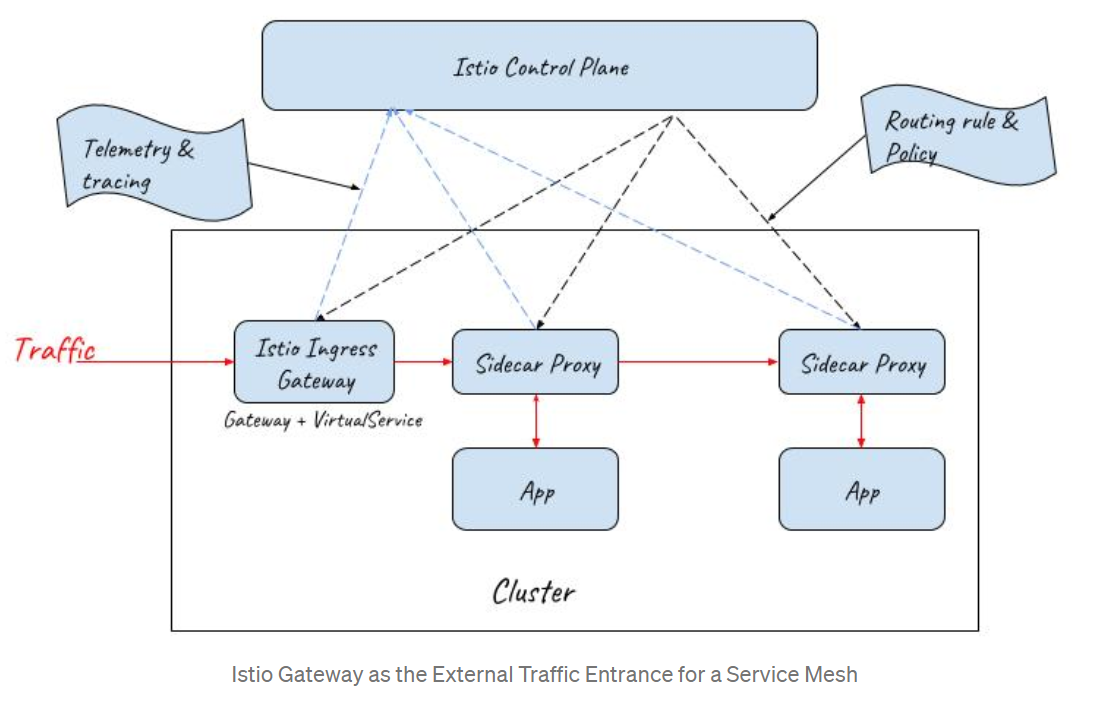 Istio Control Plane
Telemetry &
tracing
Routing rule &
Policy
Traffic
Istio Ingress
Gateway
Gateway + VirtualService
Sidecar Proxy
Sidecar Proxy
App
App
Cluster
Istio Gateway as the External Traffic Entrance for a Service Mesh